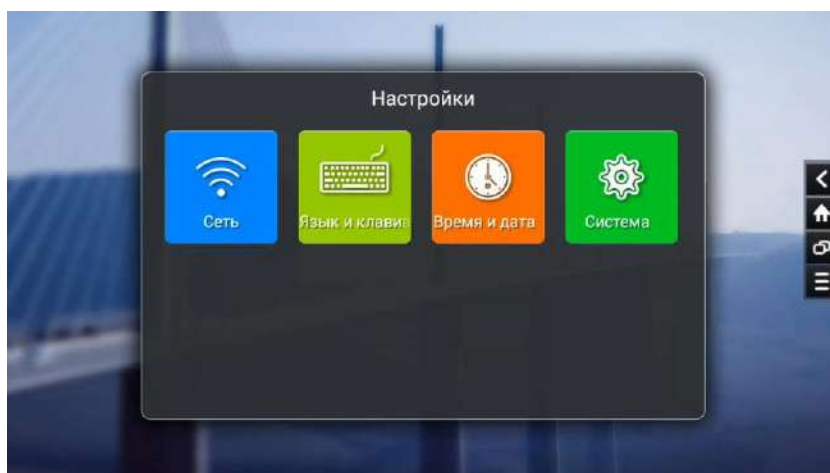 Настройки
Сеть
Язык и клавиа
Время и дата
Система